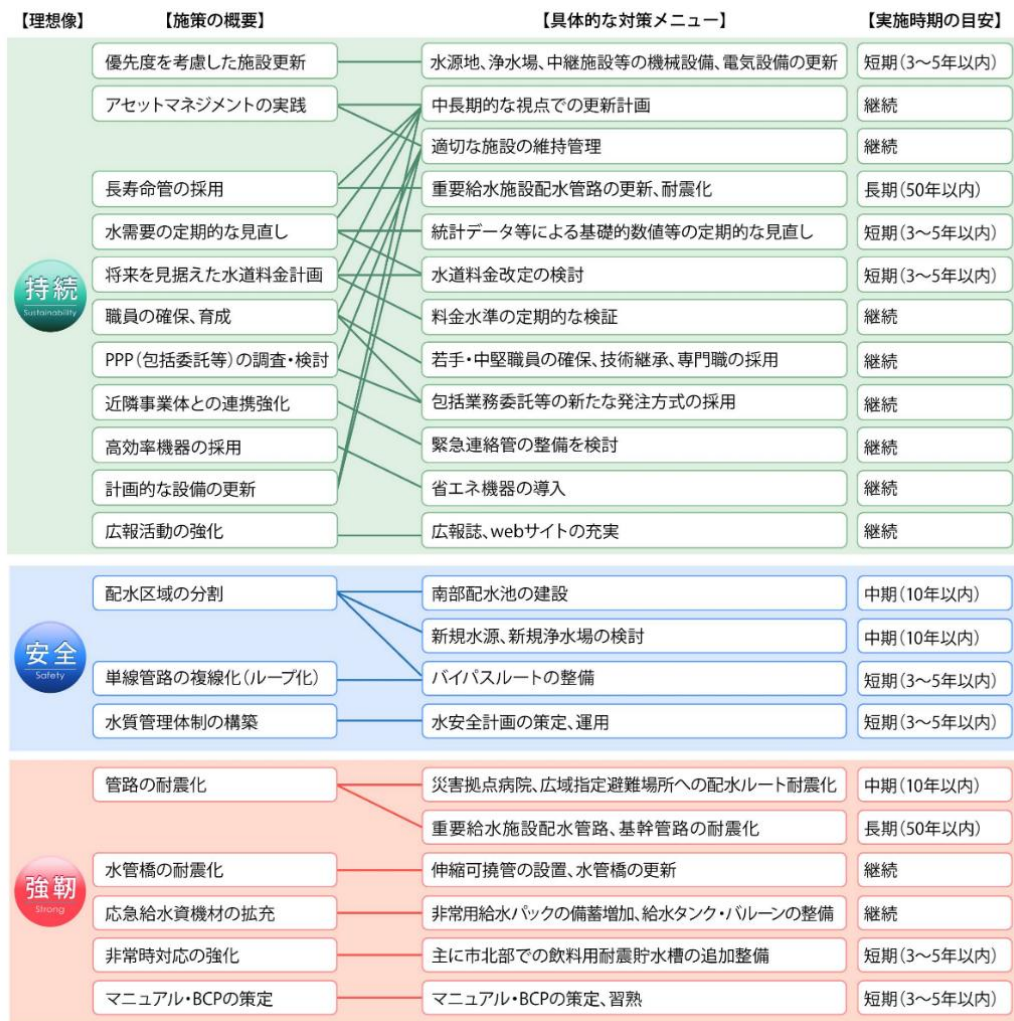 【理想像】 【施策の概要】 【具体的な対策メニュー】 【実施時期の目安】
優先度を考慮した施設更新 水源地、浄水場、中継施設等の機械設備、電気設備の更新 短期(3～5年以内)
アセットマネジメントの実践 中長期的な視点での更新計画 継続
適切な施設の維持管理 継続
長寿命管の採用 重要給水施設配水管路の更新、耐震化 長期(50年以内)
水需要の定期的な見直し 統計データ等による基礎的数値等の定期的な見直し 短期(3～5年以内)
持続 将来を見据えた水道料金計画 水道料金改定の検討 短期(3～5年以内)
Sustainability 職員の確保、育成 料金水準の定期的な検証 継続
PPP(包括委託等)の調査・検討 若手・中堅職員の確保、技術継承、専門職の採用 継続
近隣事業体との連携強化 包括業務委託等の新たな発注方式の採用 継続
高効率機器の採用 緊急連絡管の整備を検討 継続
計画的な設備の更新 省エネ機器の導入 継続
広報活動の強化 広報誌、webサイトの充実 継続
配水区域の分割 南部配水池の建設 中期(10年以内)
新規水源、新規浄水場の検討 中期(10年以内)
安全
Safety 単線管路の複線化(ループ化) バイパスルートの整備 短期(3～5年以内)
水質管理体制の構築 水安全計画の策定、運用 短期(3～5年以内)
管路の耐震化 災害拠点病院、広域指定避難場所への配水ルート耐震化 中期(10年以内)
重要給水施設配水管路、基幹管路の耐震化 長期(50年以内)
水管橋の耐震化 伸縮可撓管の設置、水管橋の更新 継続
強靭
Strong 応急給水資機材の拡充 非常用給水パックの備蓄増加、給水タンク・バルーンの整備 継続
非常時対応の強化 主に市北部での飲料用耐震貯水槽の追加整備 短期(3～5年以内)
マニュアル・BCPの策定 マニュアル・BCPの策定、習熟 短期(3～5年以内)